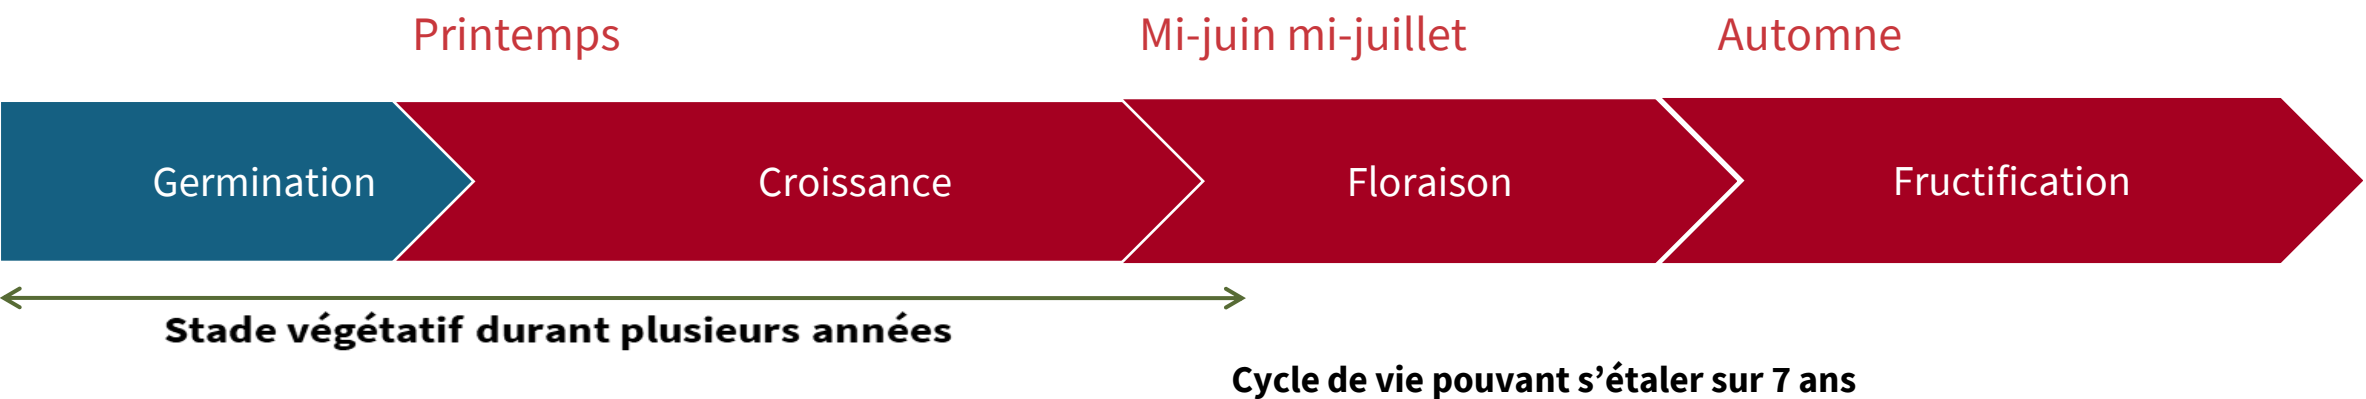 Printemps
Mi-juin mi-juillet
Automne
Germination
Croissance
Floraison
Fructification
Stade végétatif durant plusieurs années
Cycle de vie pouvant s’étaler sur 7 ans